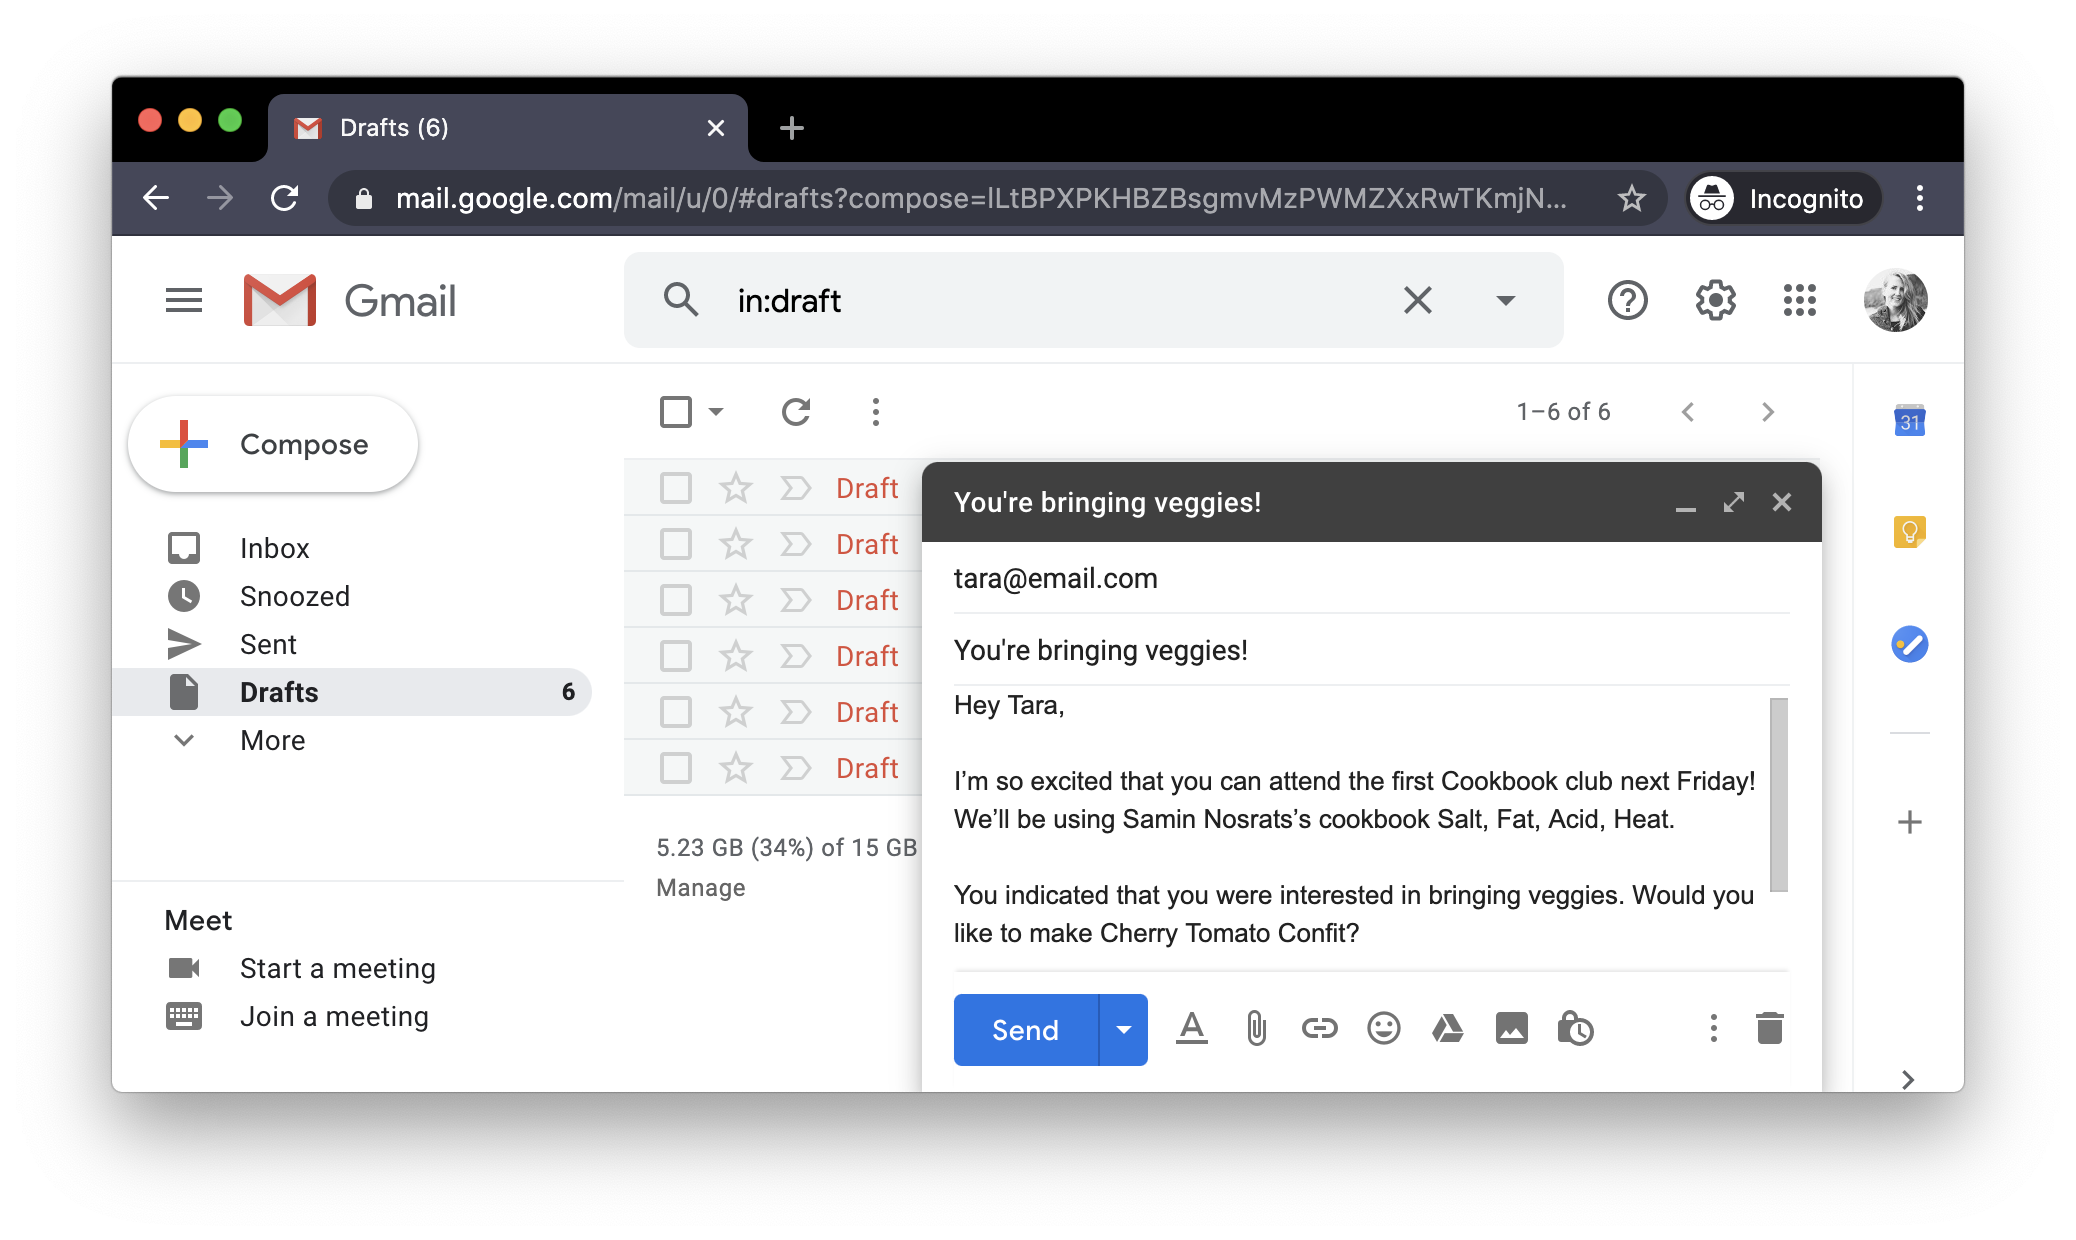 Drafts (6)
mail.google.com/mail/u/0/#drafts?compose=lLtBPXPKHBZBsgmvMzPWMZXxRwTKmjN...
Incognito
Gmail
in:draft
Compose
1–6 of 6
31
Inbox
Snoozed
Sent
Drafts 6
More
Draft
Draft
Draft
Draft
Draft
Draft
5.23 GB (34%) of 15 GB
Manage
Meet
Start a meeting
Join a meeting
You're bringing veggies!
tara@email.com
You're bringing veggies!
Hey Tara,
I’m so excited that you can attend the first Cookbook club next Friday!
We’ll be using Samin Nosrats’s cookbook Salt, Fat, Acid, Heat.
You indicated that you were interested in bringing veggies. Would you
like to make Cherry Tomato Confit?
Send